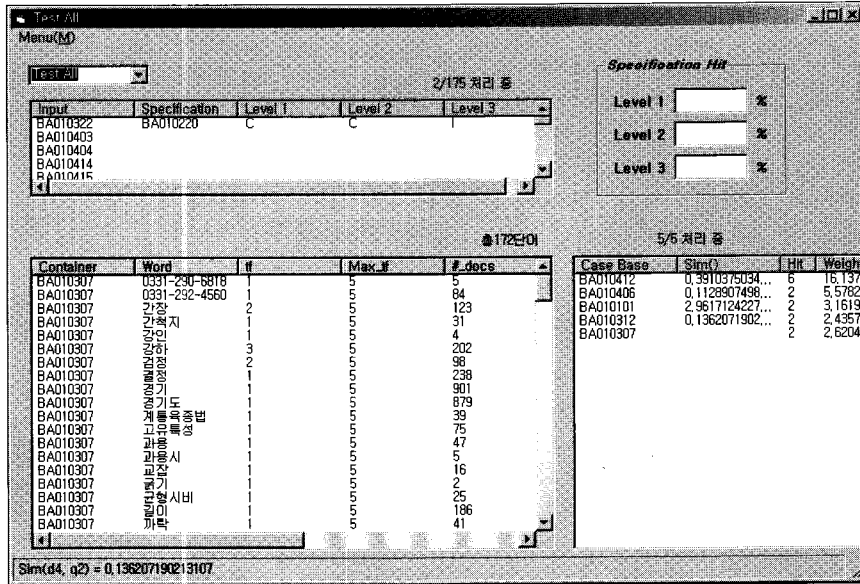 Test All
Menu(M)
Test All
2/175 처리 중
Specification Hit
Level 1 %
Level 2 %
Level 3 %
Input Specification Level 1 Level 2 Level 3
BA010322 BA010220 C C I
BA010403
BA010404
BA010414
BA010415
총172단어
5/5 처리 중
Container Word tf Max_tf #_docs
BA010307 0331-290-6818 1 5 5
BA010307 0331-292-4560 1 5 84
BA010307 간장 2 5 123
BA010307 간척지 1 5 31
BA010307 강인 1 5 4
BA010307 강하 3 5 202
BA010307 검정 2 5 98
BA010307 결정 1 5 238
BA010307 경기 1 5 901
BA010307 경기도 1 5 879
BA010307 계통육종법 1 5 39
BA010307 고유특성 1 5 75
BA010307 과용 1 5 47
BA010307 과용시 1 5 5
BA010307 교잡 1 5 16
BA010307 굵기 1 5 2
BA010307 균형시비 1 5 25
BA010307 길이 1 5 186
BA010307 까락 1 5 41
Case Base Sim() Hit Weigh
BA010412 0,3910375034... 6 16,137
BA010406 0,1128907498... 2 5,5782
BA010101 2,9617124227... 2 3,1619
BA010312 0,1362071902... 2 2,4357
BA010307 2 2,6204
Sim(d4, q2) = 0,136207190213107